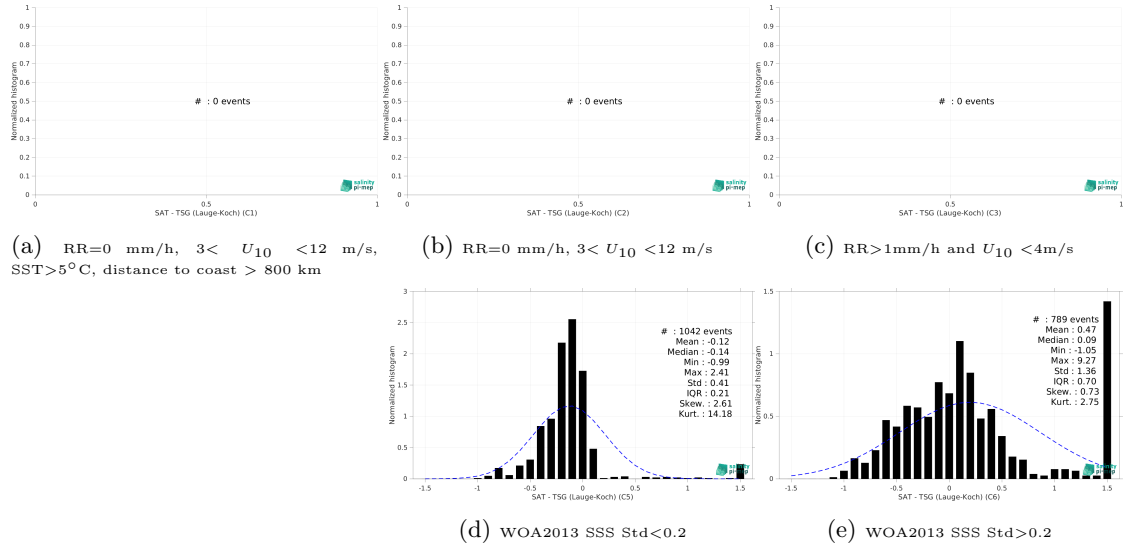 1
0.9
0.8
0.7
0.6
0.5
0.4
0.3
0.2
0.1
0
Normalized histogram
# : 0 events
salinity
pi-mep
0 0.5 1
SAT - TSG (Lauge-Koch) (C1)
1
0.9
0.8
0.7
0.6
0.5
0.4
0.3
0.2
0.1
0
Normalized histogram
# : 0 events
salinity
pi-mep
0 0.5 1
SAT - TSG (Lauge-Koch) (C2)
1
0.9
0.8
0.7
0.6
0.5
0.4
0.3
0.2
0.1
0
Normalized histogram
# : 0 events
salinity
pi-mep
0 0.5 1
SAT - TSG (Lauge-Koch) (C3)
(a) RR=0 mm/h, 3< U10 <12 m/s,
SST>5°C, distance to coast > 800 km
(b) RR=0 mm/h, 3< U10 <12 m/s
(c) RR>1mm/h and U10 <4m/s
3
2.5
2
1.5
1
0.5
0
Normalized histogram
# : 1042 events
Mean : -0.12
Median : -0.14
Min : -0.99
Max : 2.41
Std : 0.41
IQR : 0.21
Skew. : 2.61
Kurt. : 14.18
salinity
pi-mep
-1.5 -1 -0.5 0 0.5 1 1.5
SAT - TSG (Lauge-Koch) (C5)
1.5
1
0.5
0
Normalized histogram
# : 789 events
Mean : 0.47
Median : 0.09
Min : -1.05
Max : 9.27
Std : 1.36
IQR : 0.70
Skew. : 0.73
Kurt. : 2.75
salinity
pi-mep
-1.5 -1 -0.5 0 0.5 1 1.5
SAT - TSG (Lauge-Koch) (C6)
(d) WOA2013 SSS Std<0.2
(e) WOA2013 SSS Std>0.2